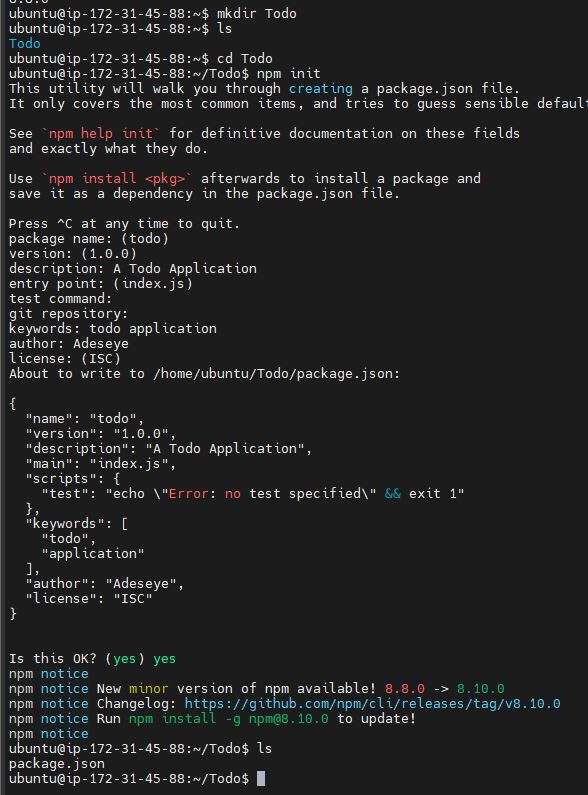 ubuntu@ip-172-31-45-88:~$ mkdir Todo
ubuntu@ip-172-31-45-88:~$ ls
Todo
ubuntu@ip-172-31-45-88:~$ cd Todo
ubuntu@ip-172-31-45-88:~/Todo$ npm init
This utility will walk you through creating a package.json file.
It only covers the most common items, and tries to guess sensible defaul

See `npm help init` for definitive documentation on these fields
and exactly what they do.

Use `npm install <pkg>` afterwards to install a package and
save it as a dependency in the package.json file.

Press ^C at any time to quit.
package name: (todo)
version: (1.0.0)
description: A Todo Application
entry point: (index.js)
test command:
git repository:
keywords: todo application
author: Adeseye
license: (ISC)
About to write to /home/ubuntu/Todo/package.json:

{
  "name": "todo",
  "version": "1.0.0",
  "description": "A Todo Application",
  "main": "index.js",
  "scripts": {
    "test": "echo \"Error: no test specified\" && exit 1"
  },
  "keywords": [
    "todo",
    "application"
  ],
  "author": "Adeseye",
  "license": "ISC"
}

Is this OK? (yes) yes
npm notice
npm notice New minor version of npm available! 8.8.0 -> 8.10.0
npm notice Changelog: https://github.com/npm/cli/releases/tag/v8.10.0
npm notice Run npm install -g npm@8.10.0 to update!
npm notice
ubuntu@ip-172-31-45-88:~/Todo$ ls
package.json
ubuntu@ip-172-31-45-88:~/Todo$